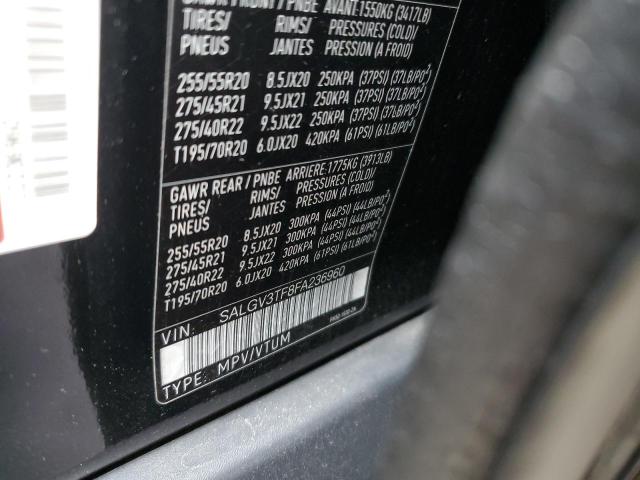 GAWR FRONT / PNBE AVANT:1550KG (3417LB)
TIRES/ RIMS/ PRESSURES (COLD)/
PNEUS JANTES PRESSION (A FROID)
255/55R20 8.5JX20 250KPA (37PSI) (37LB/PO²)
275/45R21 9.5JX21 250KPA (37PSI) (37LB/PO²)
275/40R22 9.5JX22 250KPA (37PSI) (37LB/PO²)
T195/70R20 6.0JX20 420KPA (61PSI) (61LB/PO²)
GAWR REAR / PNBE ARRIERE:1775KG (3913LB)
TIRES/ RIMS/ PRESSURES (COLD)/
PNEUS JANTES PRESSION (A FROID)
255/55R20 8.5JX20 300KPA (44PSI) (44LB/PO²)
275/45R21 9.5JX21 300KPA (44PSI) (44LB/PO²)
275/40R22 9.5JX22 300KPA (44PSI) (44LB/PO²)
T195/70R20 6.0JX20 420KPA (61PSI) (61LB/PO²)
VIN: SALGV3TF8FA236960
TYPE: MPV/VTUM